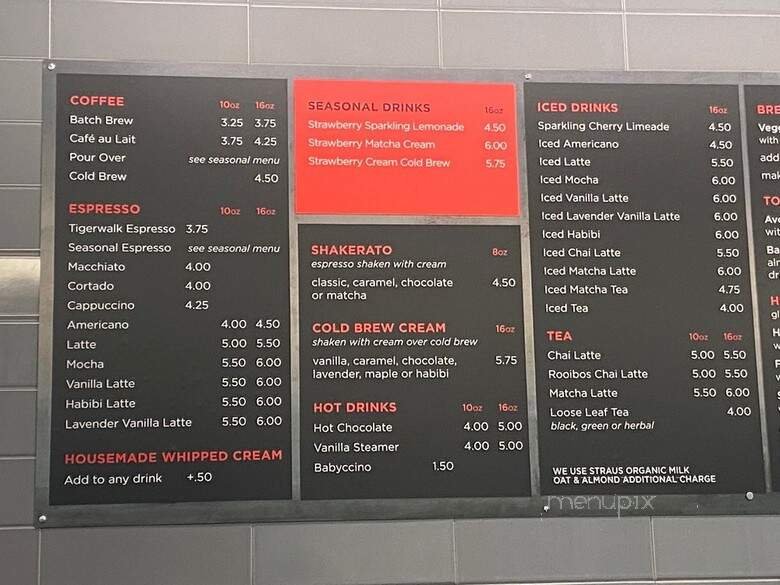 COFFEE 10oz 16oz
Batch Brew 3.25 3.75
Café au Lait 3.75 4.25
Pour Over see seasonal menu
Cold Brew 4.50
ESPRESSO 10oz 16oz
Tigerwalk Espresso 3.75
Seasonal Espresso see seasonal menu
Macchiato 4.00
Cortado 4.00
Cappuccino 4.25
Americano 4.00 4.50
Latte 5.00 5.50
Mocha 5.50 6.00
Vanilla Latte 5.50 6.00
Habibi Latte 5.50 6.00
Lavender Vanilla Latte 5.50 6.00
HOUSEMADE WHIPPED CREAM
Add to any drink +.50
SEASONAL DRINKS 16oz
Strawberry Sparkling Lemonade 4.50
Strawberry Matcha Cream 6.00
Strawberry Cream Cold Brew 5.75
SHAKERATO 8oz
espresso shaken with cream
classic, caramel, chocolate 4.50
or matcha
COLD BREW CREAM 16oz
shaken with cream over cold brew
vanilla, caramel, chocolate, 5.75
lavender, maple or habibi
HOT DRINKS 10oz 16oz
Hot Chocolate 4.00 5.00
Vanilla Steamer 4.00 5.00
Babyccino 1.50
ICED DRINKS 16oz
Sparkling Cherry Limeade 4.50
Iced Americano 4.50
Iced Latte 5.50
Iced Mocha 6.00
Iced Vanilla Latte 6.00
Iced Lavender Vanilla Latte 6.00
Iced Habibi 6.00
Iced Chai Latte 5.50
Iced Matcha Latte 6.00
Iced Matcha Tea 4.75
Iced Tea 4.00
TEA 10oz 16oz
Chai Latte 5.00 5.50
Rooibos Chai Latte 5.00 5.50
Matcha Latte 5.50 6.00
Loose Leaf Tea 4.00
black, green or herbal
WE USE STRAUS ORGANIC MILK
OAT & ALMOND ADDITIONAL CHARGE
BRE
Vege
with
add
mak
TO
Avo
wit
Ba
alm
dr
menupix